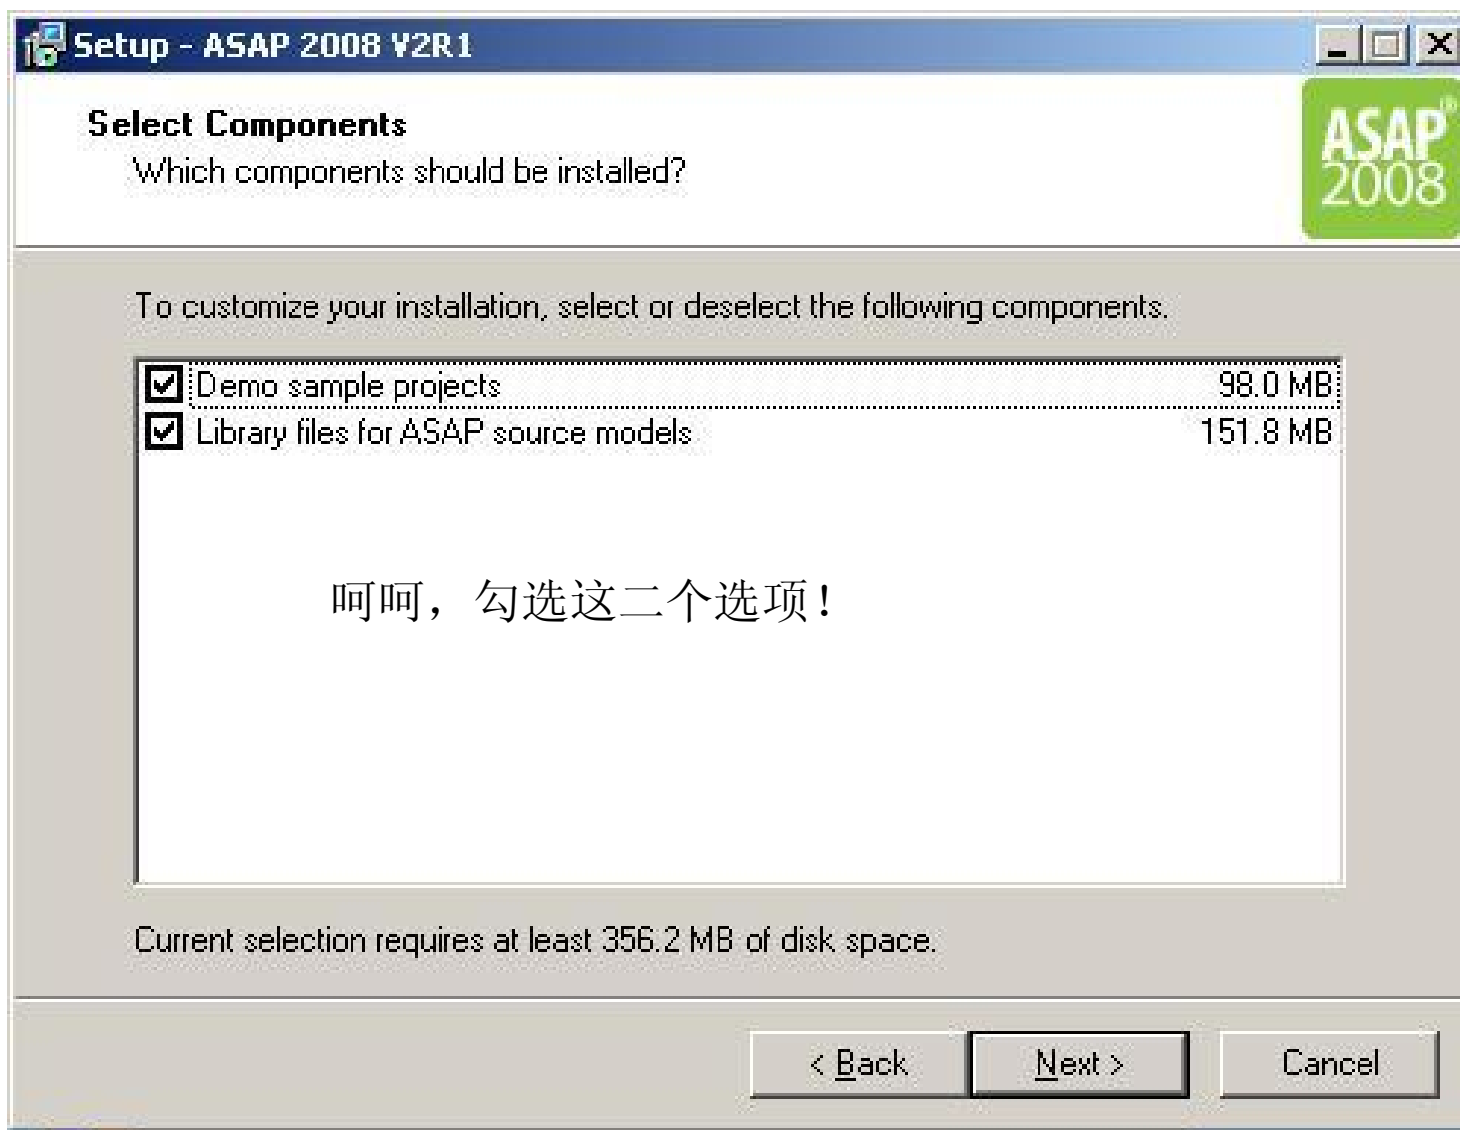 Setup - ASAP 2008 V2R1
Select Components
Which components should be installed?
ASAP®
2008
To customize your installation, select or deselect the following components.
Demo sample projects 98.0 MB
Library files for ASAP source models 151.8 MB
呵呵，勾选这二个选项！
Current selection requires at least 356.2 MB of disk space.
< Back Next > Cancel